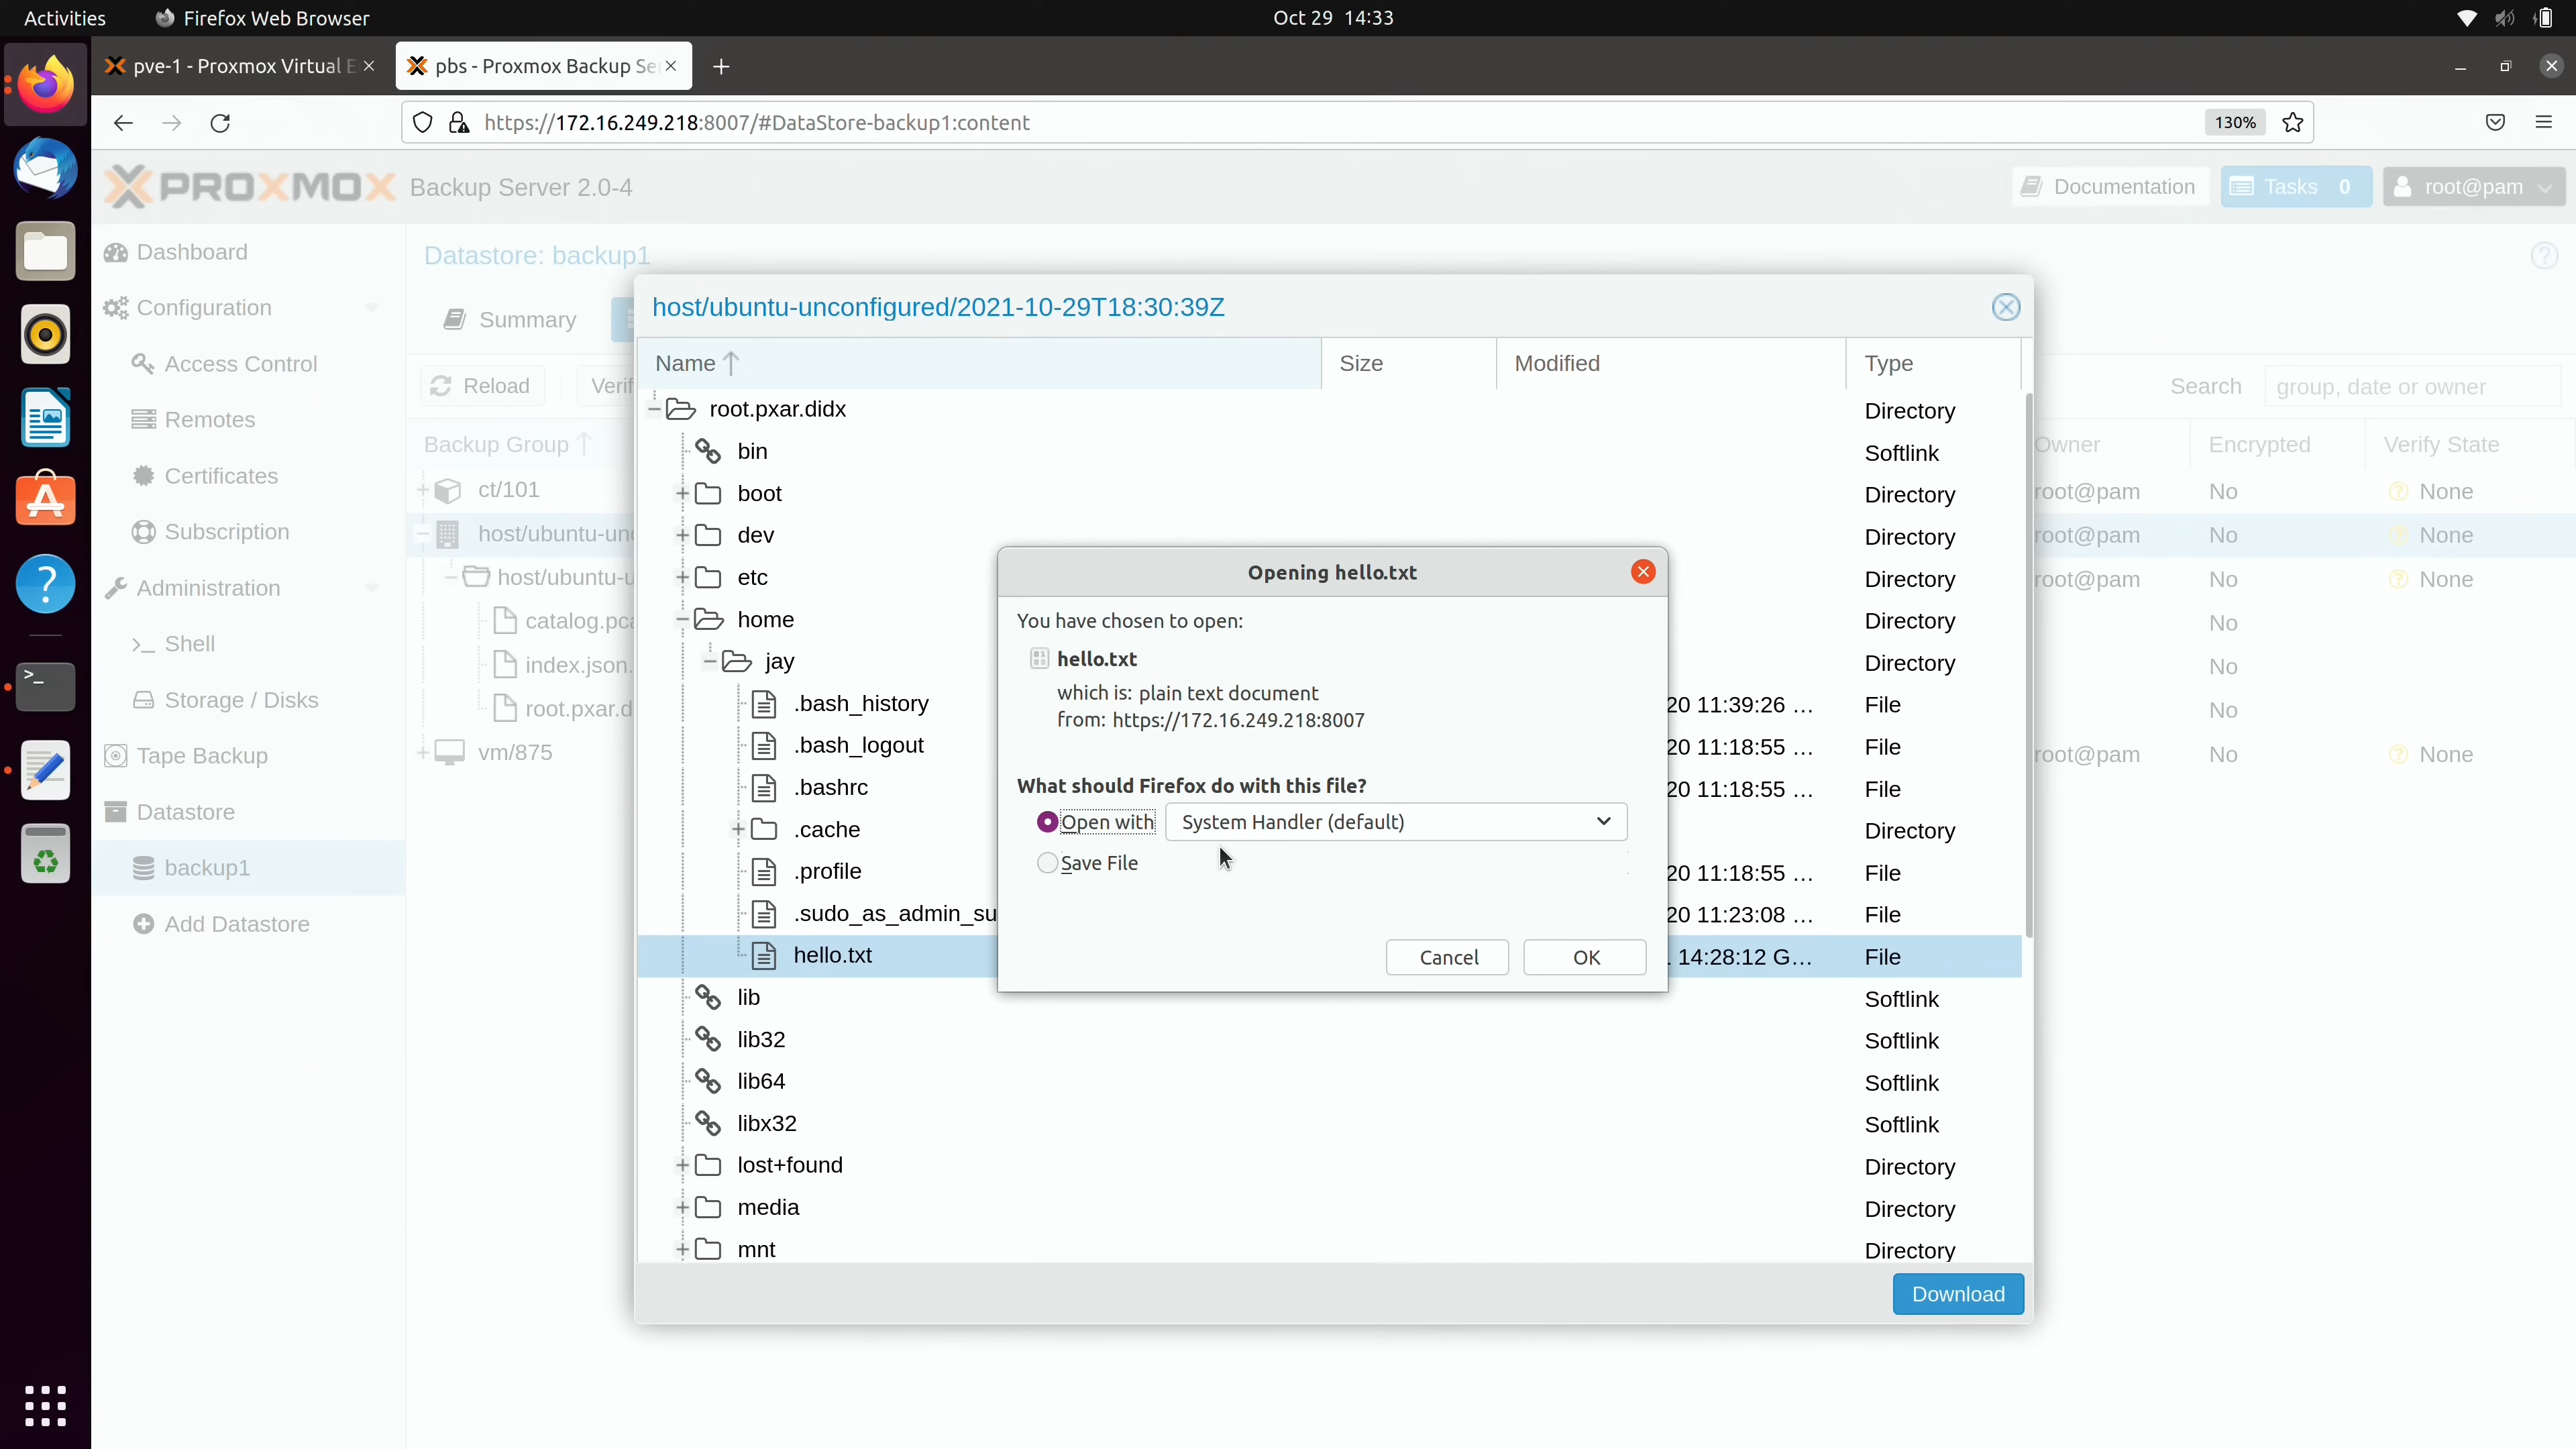 Activities Firefox Web Browser Oct 29 14:33
pve-1 - Proxmox Virtual E
pbs - Proxmox Backup Se
https://172.16.249.218:8007/#DataStore-backup1:content 130%
PROXMOX Backup Server 2.0-4 Documentation Tasks 0 root@pam
Dashboard
Configuration
Access Control
Remotes
Certificates
Subscription
Administration
Shell
Storage / Disks
Tape Backup
Datastore
backup1
Add Datastore
Datastore: backup1
Summary
Reload Verif
Search group, date or owner
Backup Group Owner Encrypted Verify State
ct/101 root@pam No None
host/ubuntu-un root@pam No None
host/ubuntu-u root@pam No None
catalog.pc No
index.json. No
root.pxar.d No
vm/875 root@pam No None
host/ubuntu-unconfigured/2021-10-29T18:30:39Z
Name Size Modified Type
root.pxar.didx Directory
bin Softlink
boot Directory
dev Directory
etc Directory
home Directory
jay Directory
.bash_history 20 11:39:26 ... File
.bash_logout 20 11:18:55 ... File
.bashrc 20 11:18:55 ... File
.cache Directory
.profile 20 11:18:55 ... File
.sudo_as_admin_su 20 11:23:08 ... File
hello.txt 14:28:12 G... File
lib Softlink
lib32 Softlink
lib64 Softlink
libx32 Softlink
lost+found Directory
media Directory
mnt Directory
Download
Opening hello.txt
You have chosen to open:
hello.txt
which is: plain text document
from: https://172.16.249.218:8007
What should Firefox do with this file?
Open with System Handler (default)
Save File
Cancel OK